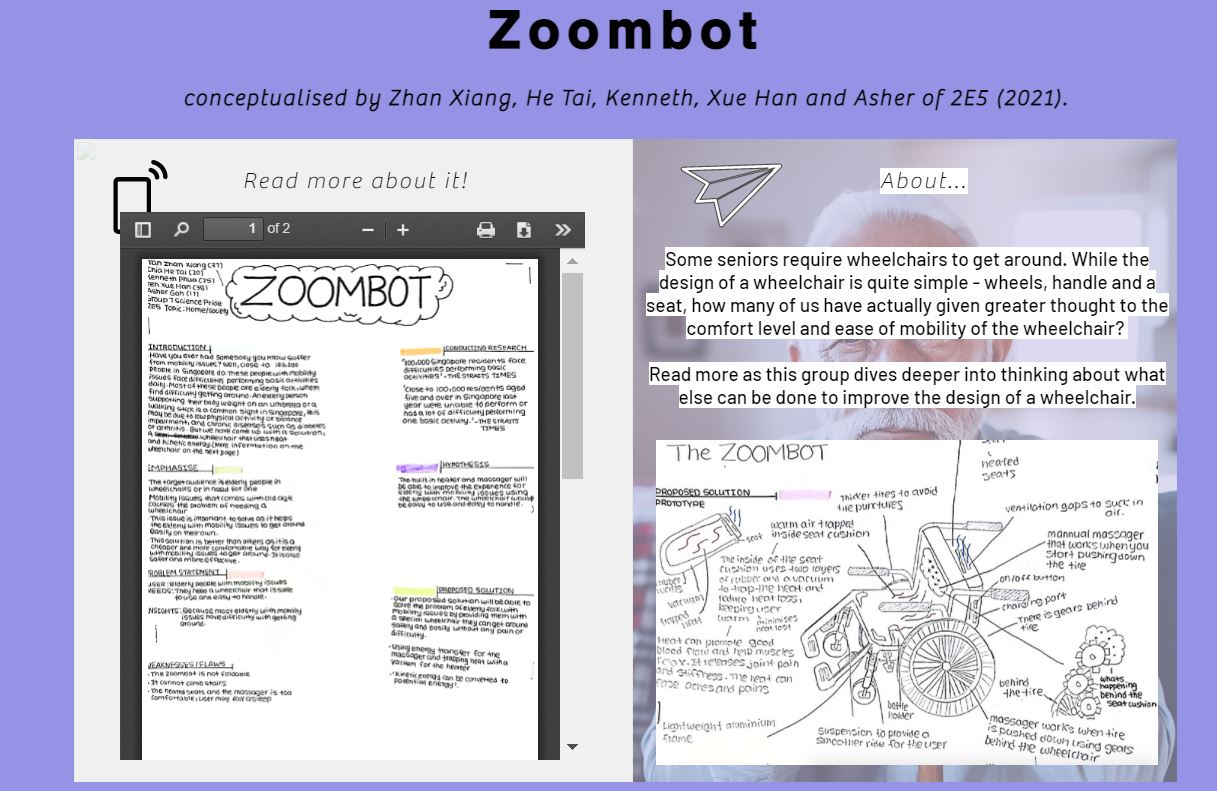 Zoombot
conceptualised by Zhan Xiang, He Tai, Kenneth, Xue Han and Asher of 2E5 (2021).
Read more about it!
1 of 2
Zhan Xiang (37)
He Tai (20)
Kenneth Phua (25)
Xue Han (38)
Asher Goh (11)
Group 7 Science Prise
2E5 Topic: Home/Society
ZOOMBOT
INTRODUCTION
Have you ever had somebody you know suffer
from mobility issues? Well, close to 100,000
people in Singapore do. These people with mobility
issues face difficulties performing basic activities
daily. Most of these people are elderly folk, whom
find difficulty getting around. An elderly person
supporting their body weight on an umbrella or a
walking stick is a common sight in Singapore, this
may be due to low physical activity or balance
impairment, and chronic diseases such as diabetes
or arthritis. But we have come up with a solution,
A wheelchair that uses heat
and kinetic energy (More information on the
wheelchair on the next page)
EMPHASISE
The target audience is elderly people in
wheelchairs or in need for one
Mobility issues that comes with old age
causes the problem of needing a
wheelchair
This issue is important to solve as it helps
the elderly with mobility issues to get around
easily on their own.
This solution is better than others as it is a
cheaper and more comfortable way for elderly
with mobility issues to get around. It is also
safer and more effective.
ROBLEM STATEMENT
USER: Elderly people with mobility issues
NEEDS: They need a wheelchair that is safe
to use and easy to handle.
NSIGHTS: Because most elderly with mobility
issues have difficulty with getting
around.
WEAKNESSES/FLAWS
· The zoombot is not foldable
· It cannot climb stairs
· The heated seats and the massager is too
comfortable, user may fall asleep
CONDUCTING RESEARCH
"100,000 Singapore residents face
difficulties performing basic
activities" - THE STRAITS TIMES
"Close to 100,000 residents aged
five and over in Singapore last
year were unable to perform or
had a lot of difficulty performing
one basic activity." - THE STRAITS
TIMES
HYPOTHESIS
The built in heater and massager will
be able to improve the experience for
elderly with mobility issues using
the wheelchair. The wheelchair would
be easy to use and easy to handle.
PROPOSED SOLUTION
- Our proposed solution will be able to
solve the problem of elderly folk with
mobility issues by providing them with
a special wheelchair they can get around
safely and easily without any pain or
difficulty.
- Using energy transfer for the
massager and trapping heat with a
vacuum for the heater.
- "Kinetic energy can be converted to
potential energy".
About...
Some seniors require wheelchairs to get around. While the
design of a wheelchair is quite simple - wheels, handle and a
seat, how many of us have actually given greater thought to the
comfort level and ease of mobility of the wheelchair?
Read more as this group dives deeper into thinking about what
else can be done to improve the design of a wheelchair.
The ZOOMBOT
heated
seats
PROPOSED SOLUTION
PROTOTYPE
Thicker tires to avoid
tire puntures
ventilation gaps to suck in
air.
warm air trapped
inside seat cushion
seat
mannual massager
that works when you
start pushing down
the tire
The inside of the seat
cushion uses two layers
of rubber and a vacuum
to trap the heat and
reduce heat loss,
keeping user
warm
minimises
heat lost
rubber
walls
vacuum
trapped
heat
on/off button
charging port
There is gears behind
tire
Heat can promote good
blood flow and help muscles
relax. It releases joint pain
and stiffness. The heat can
ease aches and pains
behind
the tire
whats
happening
behind the
seat cushion
bottle
holder
Lightweight aluminium
frame
Suspension to provide a
smoother ride for the user
massager works when tire
is pushed down using gears
behind the wheelchair